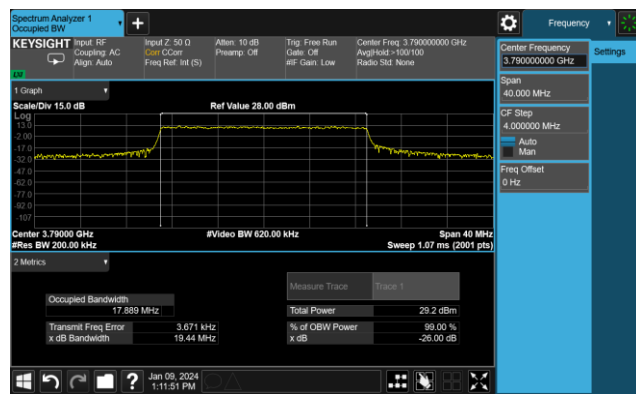 Spectrum Analyzer 1
Occupied BW
Frequency
KEYSIGHT
Input: RF
Coupling: AC
Align: Auto
Input Z: 50 Ω
Corr CCorr
Freq Ref: Int (S)
Atten: 10 dB
Preamp: Off
Trig: Free Run
Gate: Off
#IF Gain: Low
Center Freq: 3.790000000 GHz
Avg|Hold:>100/100
Radio Std: None
LXI
Center Frequency
3.790000000 GHz
Settings
Span
40.000 MHz
CF Step
4.000000 MHz
Auto
Man
Freq Offset
0 Hz
1 Graph
Scale/Div 15.0 dB
Ref Value 28.00 dBm
Log
13.0
-2.00
-17.0
-32.0
-47.0
-62.0
-77.0
-92.0
-107
Center 3.79000 GHz
#Video BW 620.00 kHz
Span 40 MHz
#Res BW 200.00 kHz
Sweep 1.07 ms (2001 pts)
2 Metrics
Measure Trace
Trace 1
Occupied Bandwidth
17.889 MHz
Total Power
29.2 dBm
Transmit Freq Error
3.671 kHz
% of OBW Power
99.00 %
x dB Bandwidth
19.44 MHz
x dB
-26.00 dB
Jan 09, 2024
1:11:51 PM